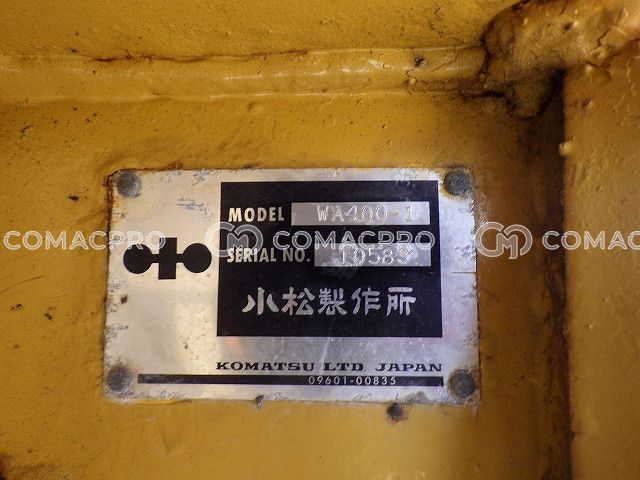 MODEL WA400-1
COMACPRO COMACPRO COMACPRO
SERIAL NO. 10583
小松製作所
KOMATSU LTD. JAPAN
09601-00835